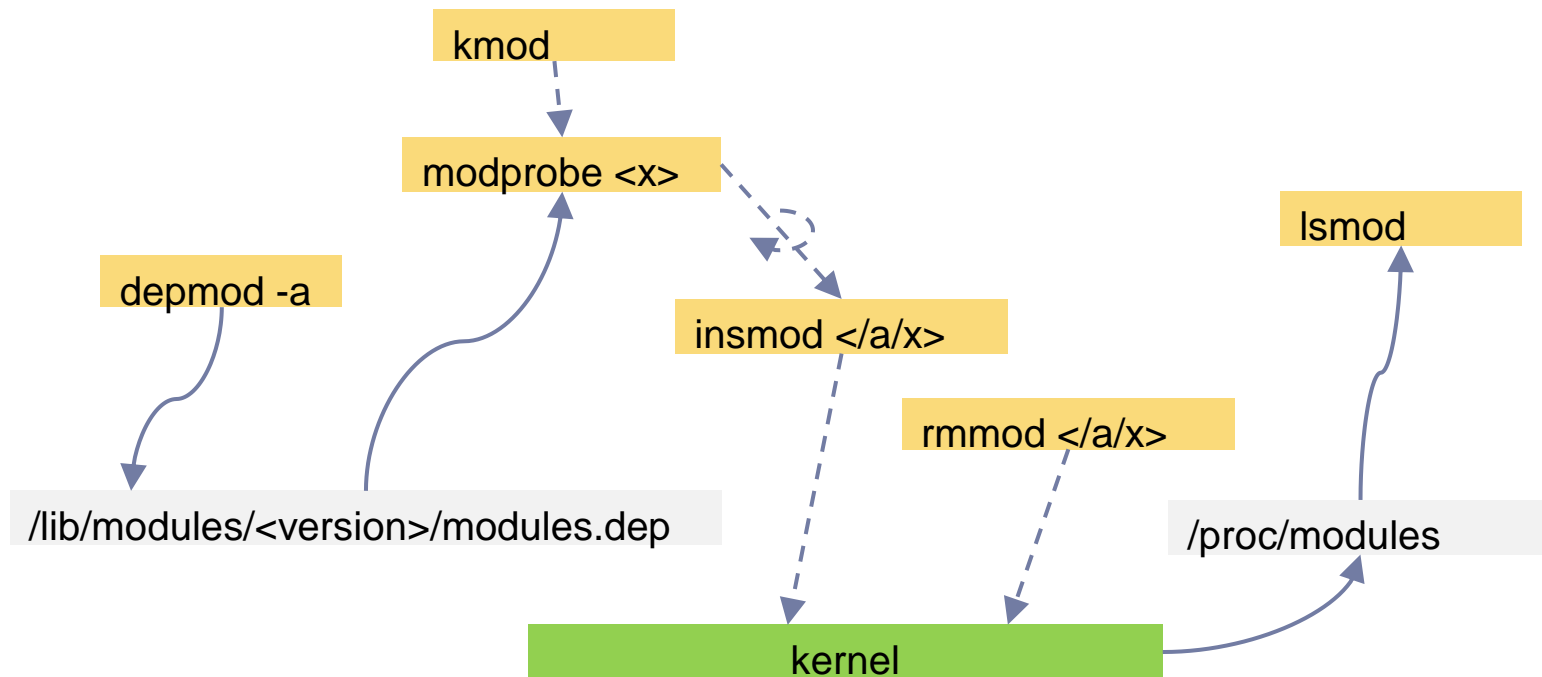 kmod
modprobe <x>
lsmod
depmod -a
insmod </a/x>
rmmod </a/x>
/lib/modules/<version>/modules.dep
/proc/modules
kernel